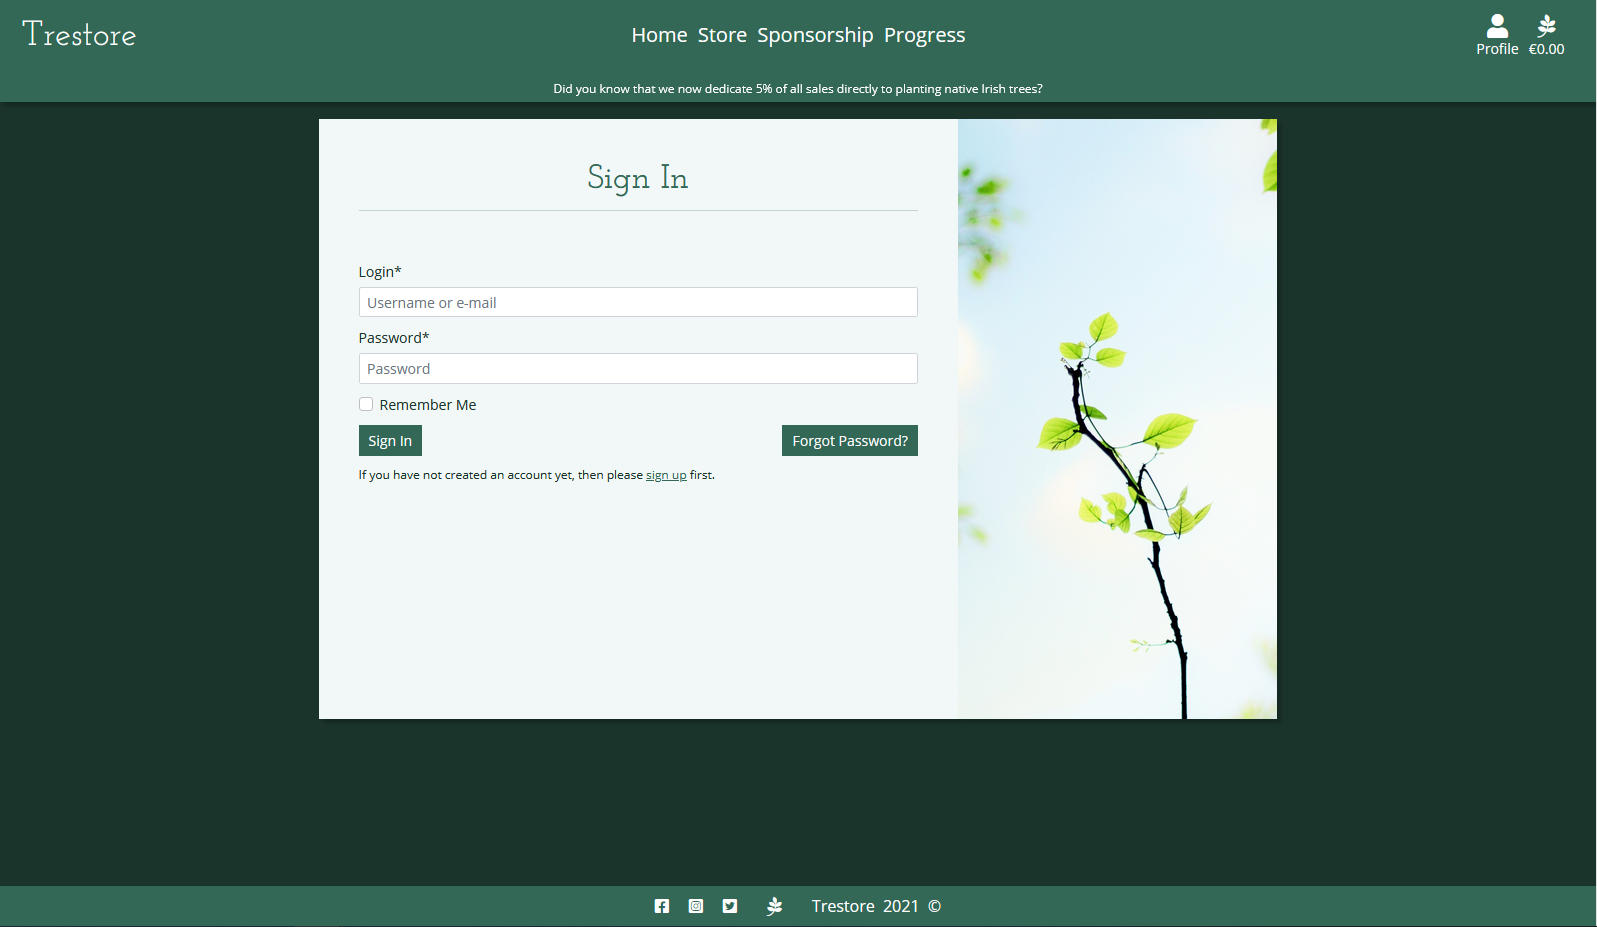 Trestore
Home Store Sponsorship Progress
Profile €0.00
Did you know that we now dedicate 5% of all sales directly to planting native Irish trees?
Sign In
Login*
Username or e-mail
Password*
Password
Remember Me
Sign In Forgot Password?
If you have not created an account yet, then please sign up first.
Trestore 2021 ©